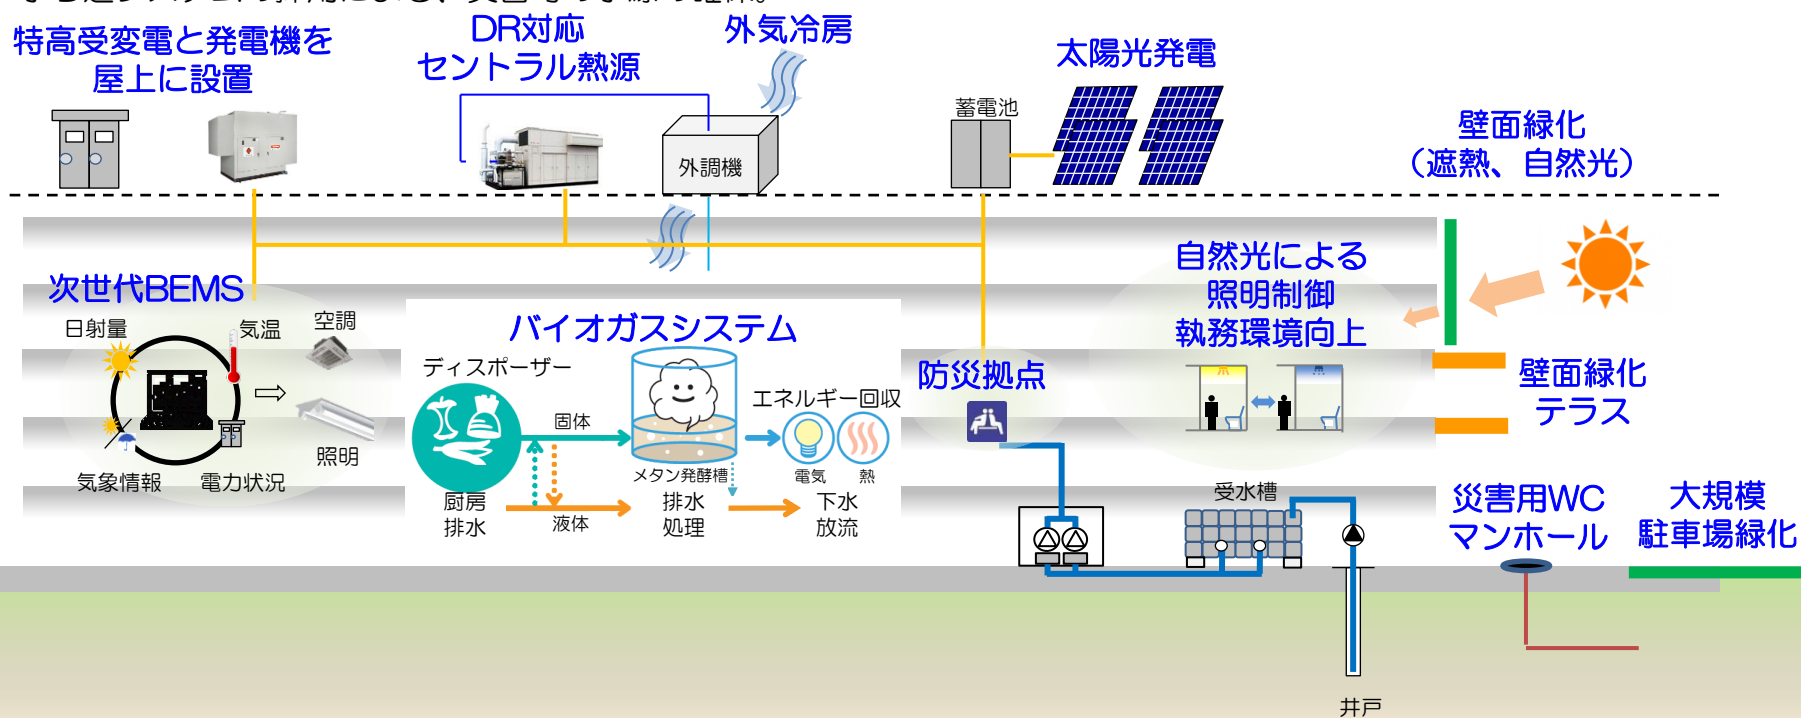 特高受変電と発電機を
屋上に設置
DR対応
セントラル熱源
外気冷房
太陽光発電
蓄電池
外調機
壁面緑化
（遮熱、自然光）
次世代BEMS
日射量
気温
空調
照明
気象情報
電力状況
バイオガスシステム
ディスポーザー
固体
メタン発酵槽
エネルギー回収
電気
熱
厨房
排水
液体
排水
処理
下水
放流
防災拠点
自然光による
照明制御
執務環境向上
壁面緑化
テラス
受水槽
井戸
災害用WC
マンホール
大規模
駐車場緑化